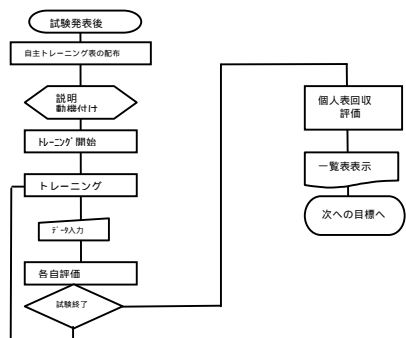 試験発表後
自主トレーニング表の配布
説明
動機付け
トレーニング開始
トレーニング
データ入力
各自評価
試験終了
個人表回収
評価
一覧表表示
次への目標へ